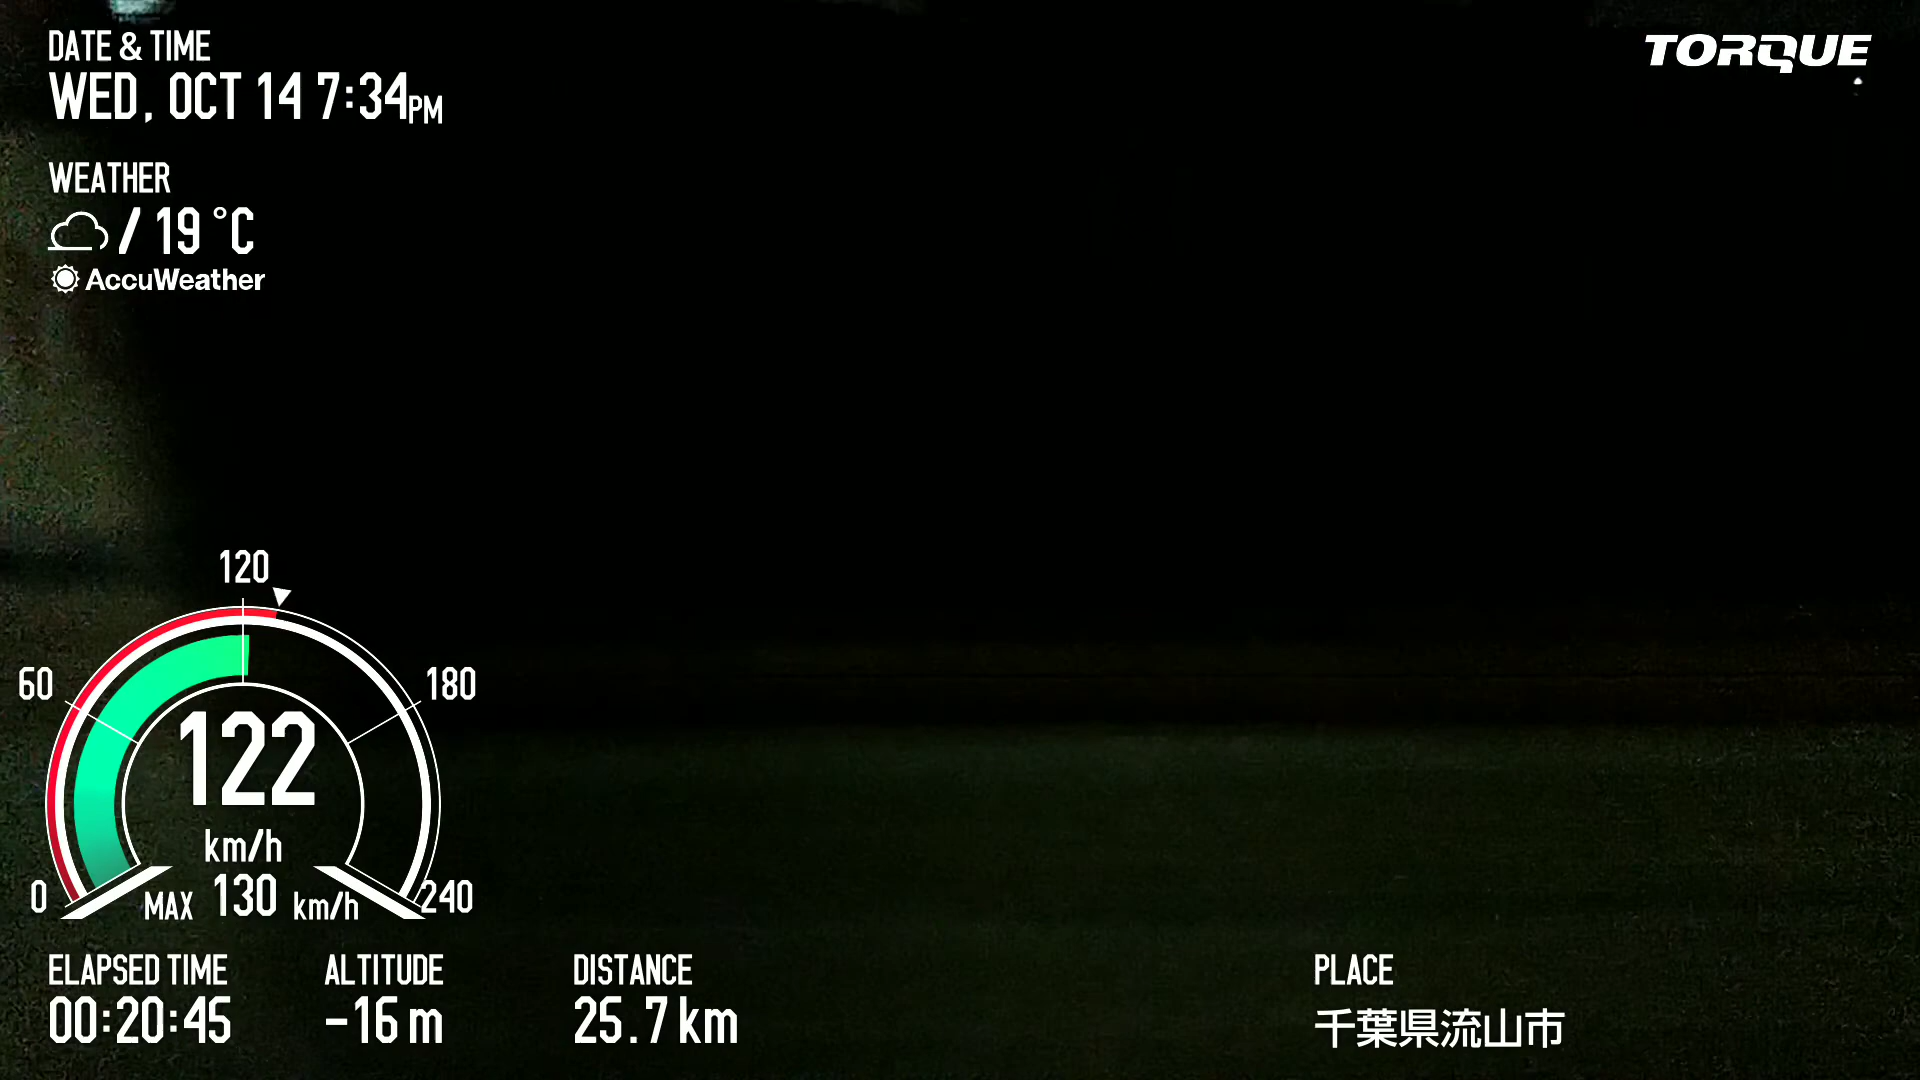 DATE & TIME
WED, OCT 14 7:34PM
TORQUE
WEATHER
/ 19°C
AccuWeather
120
60
180
122
km/h
0
MAX 130 km/h
240
ELAPSED TIME
00:20:45
ALTITUDE
-16 m
DISTANCE
25.7 km
PLACE
千葉県流山市